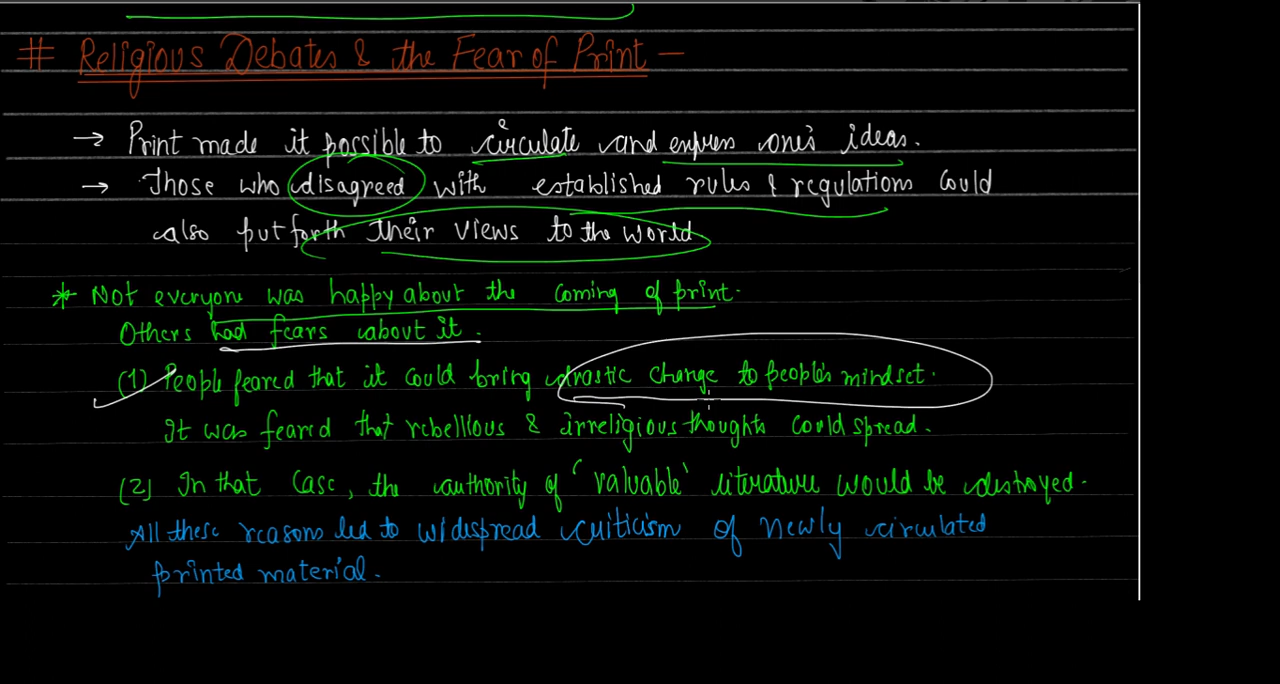 # Religious Debates & the Fear of Print —
→ Print made it possible to circulate and express one's ideas.
→ Those who disagreed with established rules & regulations could
also put forth their views to the world.
* Not everyone was happy about the coming of print.
Others had fears about it.
(1) People feared that it could bring drastic change to people's mindset.
It was feared that rebellious & irreligious thoughts could spread.
(2) In that case, the authority of 'valuable' literature would be destroyed.
All these reasons led to widespread criticism of newly circulated
printed material.